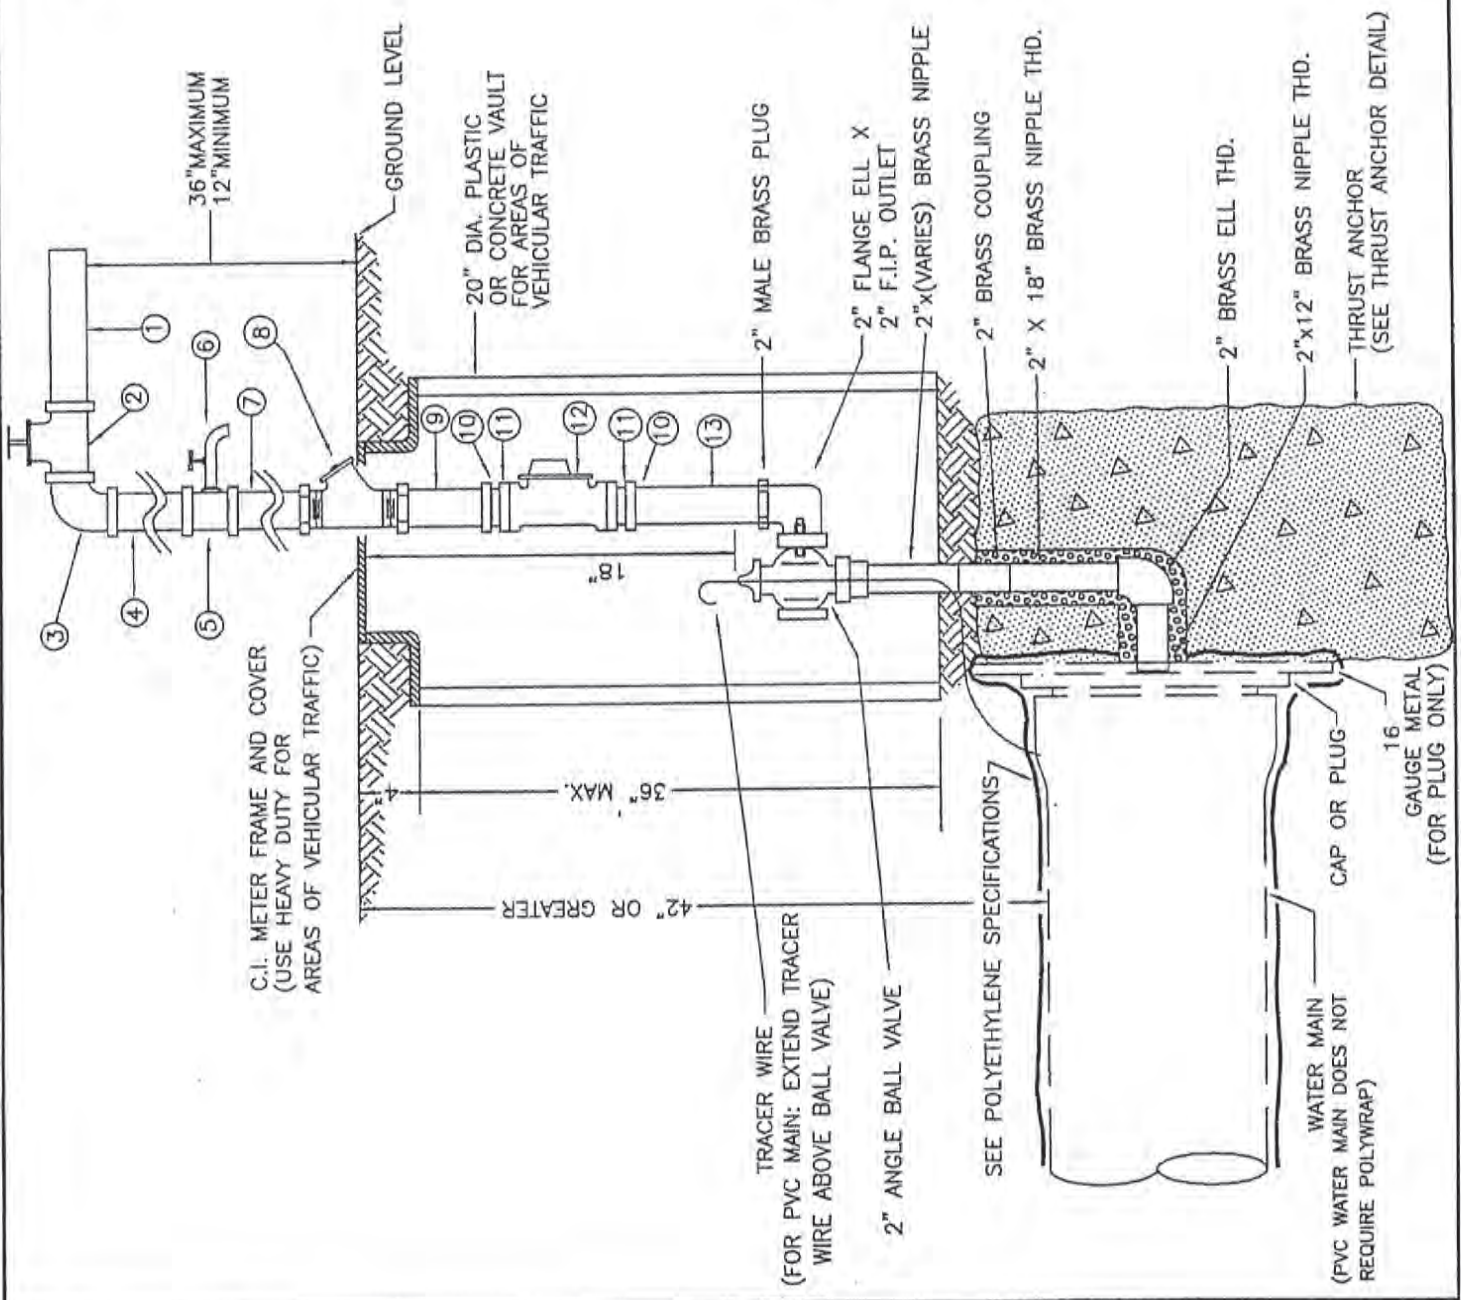 36"MAXIMUM
12"MINIMUM
GROUND LEVEL
20" DIA. PLASTIC
OR CONCRETE VAULT
FOR AREAS OF
VEHICULAR TRAFFIC
2" MALE BRASS PLUG
2" FLANGE ELL X
2" F.I.P. OUTLET
2"x(VARIES) BRASS NIPPLE
2" BRASS COUPLING
2" X 18" BRASS NIPPLE THD.
2" BRASS ELL THD.
2"x12" BRASS NIPPLE THD.
THRUST ANCHOR
(SEE THRUST ANCHOR DETAIL)
1
2
3
4
5
6
7
8
9
10
11
12
11
10
13
18"
C.I. METER FRAME AND COVER
(USE HEAVY DUTY FOR
AREAS OF VEHICULAR TRAFFIC)
4"
36" MAX.
42" OR GREATER
TRACER WIRE
(FOR PVC MAIN: EXTEND TRACER
WIRE ABOVE BALL VALVE)
2" ANGLE BALL VALVE
SEE POLYETHYLENE SPECIFICATIONS
WATER MAIN
(PVC WATER MAIN DOES NOT
REQUIRE POLYWRAP)
CAP OR PLUG
16
GAUGE METAL
(FOR PLUG ONLY)